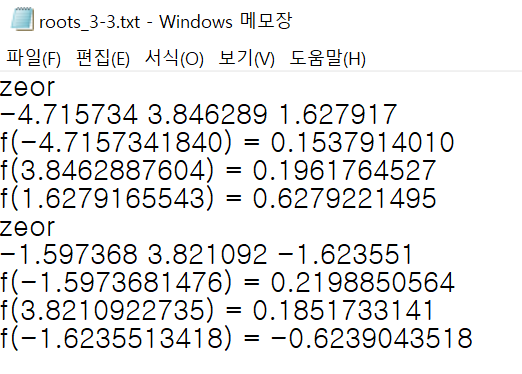 roots_3-3.txt - Windows 메모장
파일(F) 편집(E) 서식(O) 보기(V) 도움말(H)
zeor
-4.715734 3.846289 1.627917
f(-4.7157341840) = 0.1537914010
f(3.8462887604) = 0.1961764527
f(1.6279165543) = 0.6279221495
zeor
-1.597368 3.821092 -1.623551
f(-1.5973681476) = 0.2198850564
f(3.8210922735) = 0.1851733141
f(-1.6235513418) = -0.6239043518